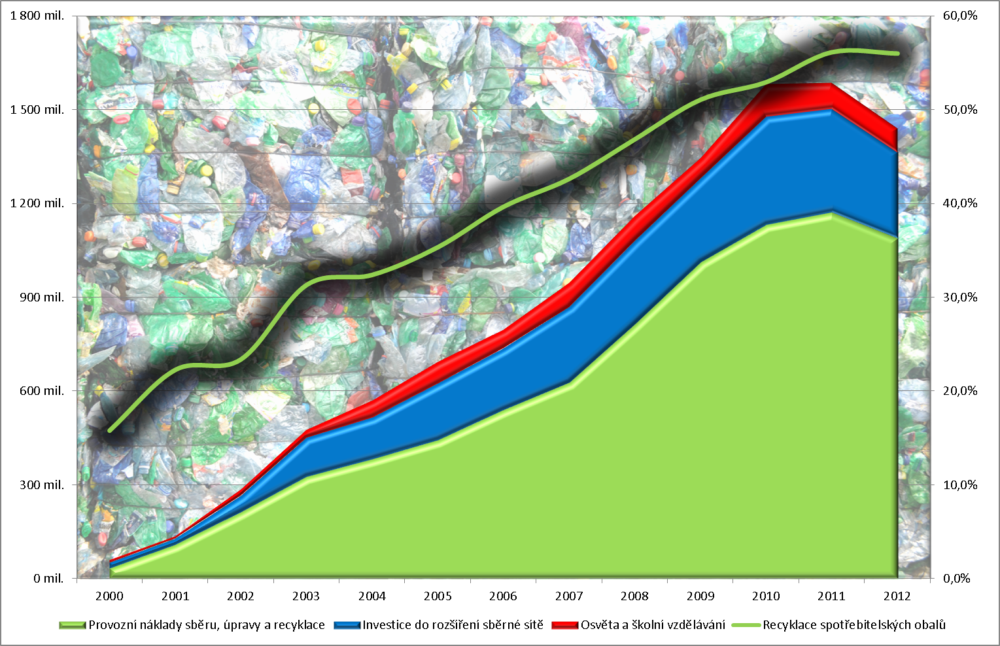 1 800 mil.
60,0%
1 500 mil.
50,0%
1 200 mil.
40,0%
900 mil.
30,0%
600 mil.
20,0%
300 mil.
10,0%
0 mil.
0,0%
2000 2001 2002 2003 2004 2005 2006 2007 2008 2009 2010 2011 2012
Provozní náklady sběru, úpravy a recyklace Investice do rozšíření sběrné sítě Osvěta a školní vzdělávání Recyklace spotřebitelských obalů